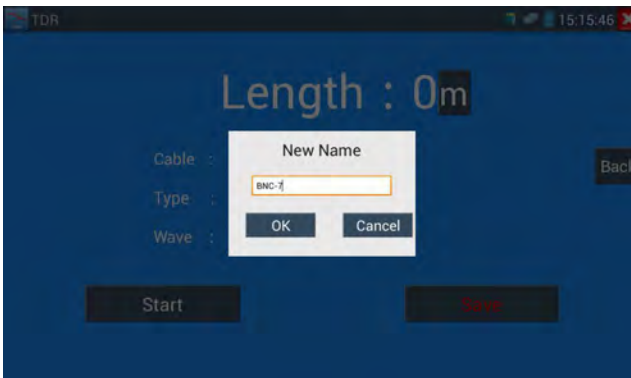 TDR 15:15:46
Length : 0m
New Name
BNC-7
OK Cancel
Cable :
Type :
Wave :
Back
Start Save